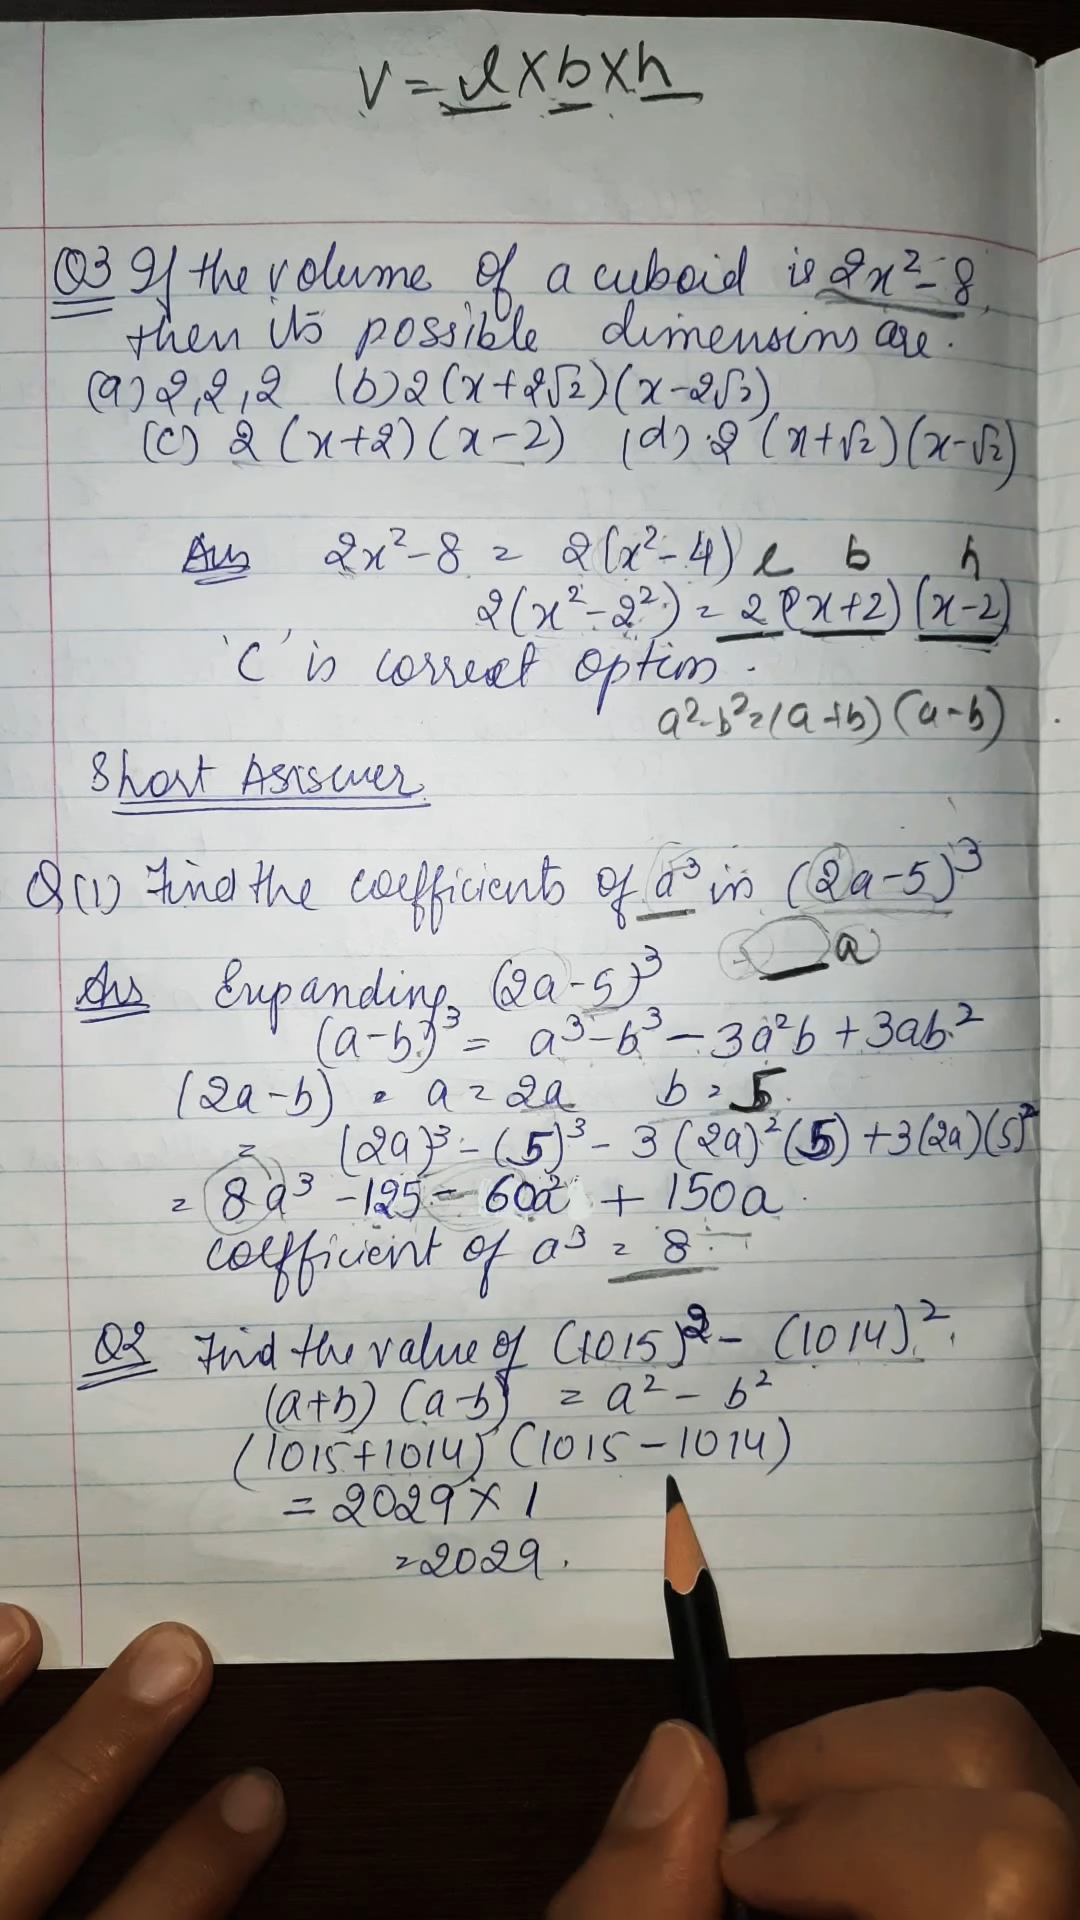 V = l × b × h
Q3 If the volume of a cuboid is 2x² - 8,
then its possible dimensions are.
(a) 2, 2, 2 (b) 2 (x+2√2) (x-2√2)
(c) 2 (x+2) (x-2) (d) 2 (x+√2) (x-√2)
Ans 2x² - 8 = 2(x² - 4) l b h
2(x² - 2²) = 2 (x+2) (x-2)
'C' is correct option.
a²-b² = (a+b) (a-b)
Short Answer
Q (1) Find the coefficients of a³ in (2a-5)³
a
Ans Expanding (2a-5)³
(a-b)³ = a³ - b³ - 3a²b + 3ab²
(2a-b) = a = 2a b = 5.
= (2a)³ - (5)³ - 3 (2a)² (5) + 3(2a)(5)²
= 8a³ - 125 - 60a² + 150a.
coefficient of a³ = 8
Q2 Find the value of (1015)² - (1014)².
(a+b) (a-b) = a² - b²
(1015+1014) (1015-1014)
= 2029 × 1
= 2029.